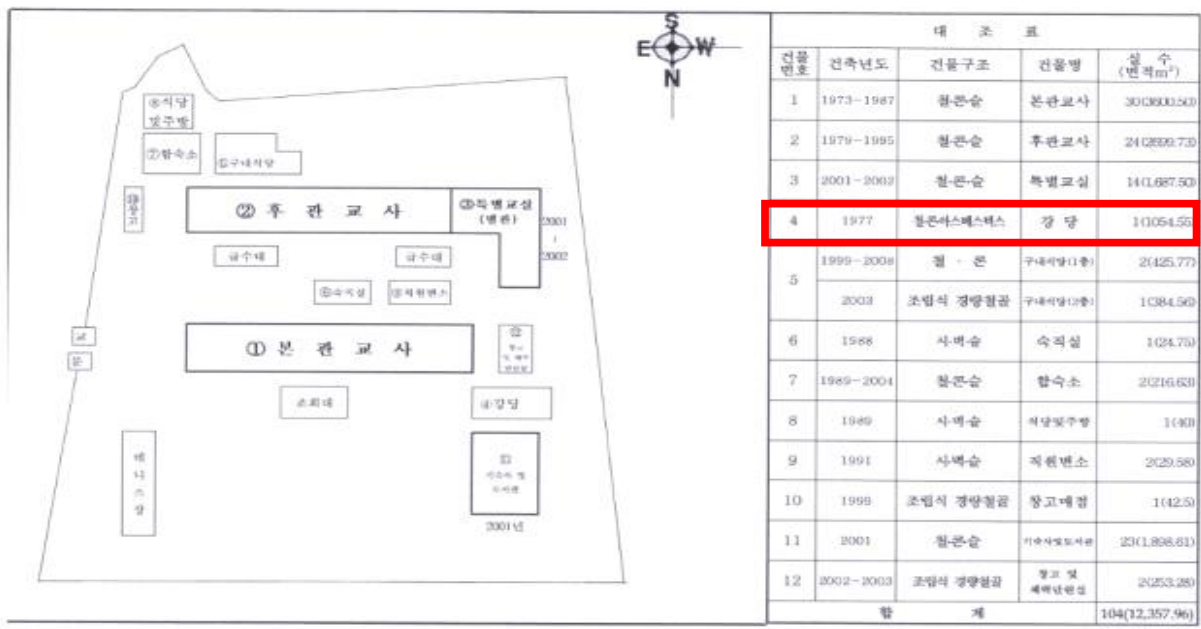 S
E W
N
⑧식당
및주방
⑦합숙소
⑤구내식당
창고
② 후 관 교 사
③특별교실
(별관)
2001
~
2002
급수대
급수대
⑥숙직실
⑨직원변소
교
문
① 본 관 교 사
⑫
창고
조회대
④강당
테
니
스
장
⑪
기숙사 및
도서관
2001년
대 조 표
건물
번호 건축년도 건물구조 건물명 실 수
(면적m²)
1 1973-1987 철·콘·슬 본관교사 30(3800.50)
2 1979-1995 철·콘·슬 후관교사 24(2699.73)
3 2001-2002 철·콘·슬 특별교실 14(1,687.50)
4 1977 철콘아스베스텍스 강 당 1(1054.55)
5 1999-2008 철 · 콘 구내식당(1층) 2(425.77)
2003 조립식 경량철골 구내식당(2층) 1(384.56)
6 1988 시·벽·슬 숙직실 1(24.75)
7 1989-2004 철·콘·슬 합숙소 2(216.63)
8 1989 시·벽·슬 식당및주방 1(40)
9 1991 시·벽·슬 직원변소 2(29.58)
10 1999 조립식 경량철골 창고매점 1(42.5)
11 2001 철·콘·슬 기숙사및도서관 23(1,898.61)
12 2002-2003 조립식 경량철골 창고 및
체력단련실 2(253.28)
합 계 104(12,357.96)